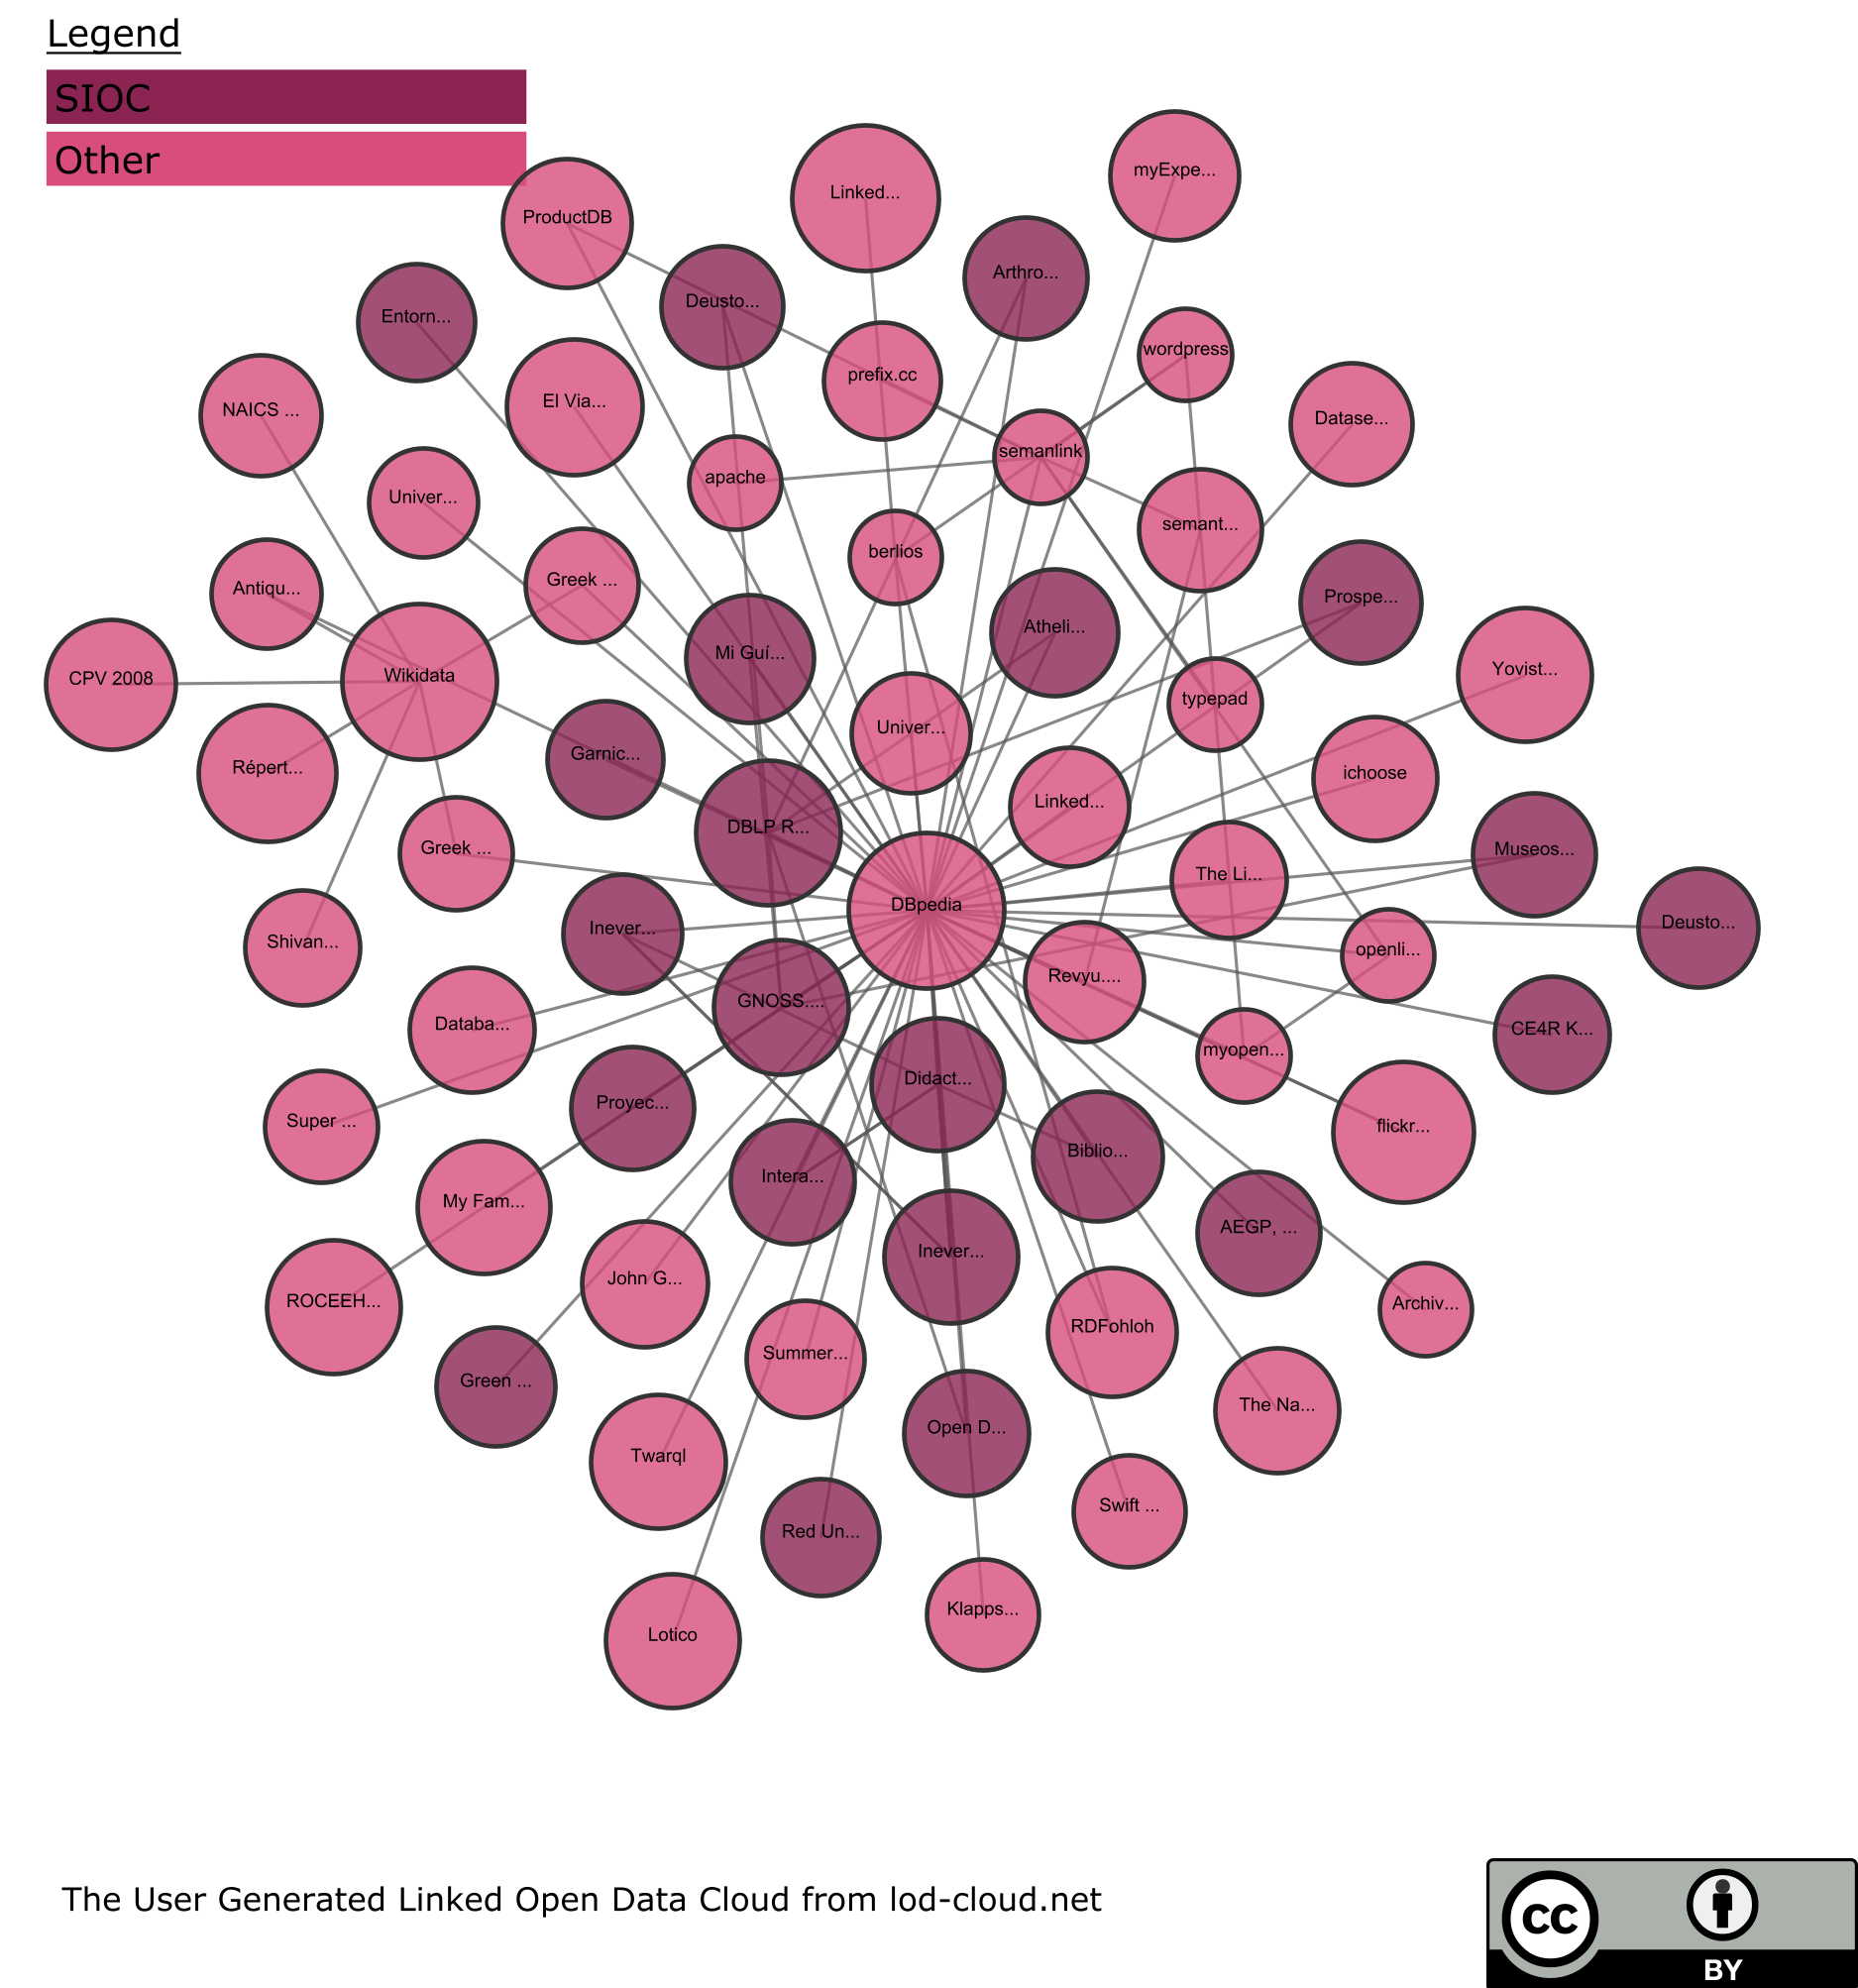 Legend
SIOC
Other
myExpe...
Linked...
ProductDB
Arthro...
Deusto...
Entorn...
wordpress
prefix.cc
El Via...
NAICS ...
Datase...
semanlink
apache
Univer...
semant...
berlios
Greek ...
Antiqu...
Prospe...
Atheli...
Mi Guí...
Yovist...
Wikidata
CPV 2008
typepad
Univer...
Garnic...
Répert...
ichoose
Linked...
DBLP R...
Greek ...
Museos...
The Li...
DBpedia
Deusto...
Inever...
Shivan...
openli...
Revyu....
GNOSS....
Databa...
CE4R K...
myopen...
Didact...
Proyec...
Super ...
flickr...
Biblio...
Intera...
My Fam...
AEGP, ...
Inever...
John G...
ROCEEH...
Archiv...
RDFohloh
Summer...
Green ...
The Na...
Open D...
Twarql
Swift ...
Red Un...
Klapps...
Lotico
The User Generated Linked Open Data Cloud from lod-cloud.net
cc
BY